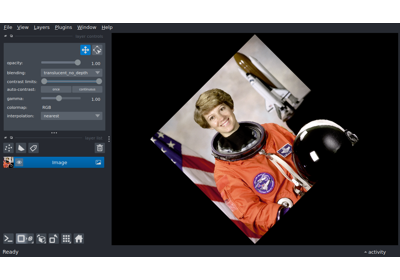 File View Layers Plugins Window Help
opacity: 1.00
blending: translucent_no_depth
contrast limits:
auto-contrast: once continuous
gamma: 1.00
colormap: RGB
interpolation: nearest
Image
Ready
activity